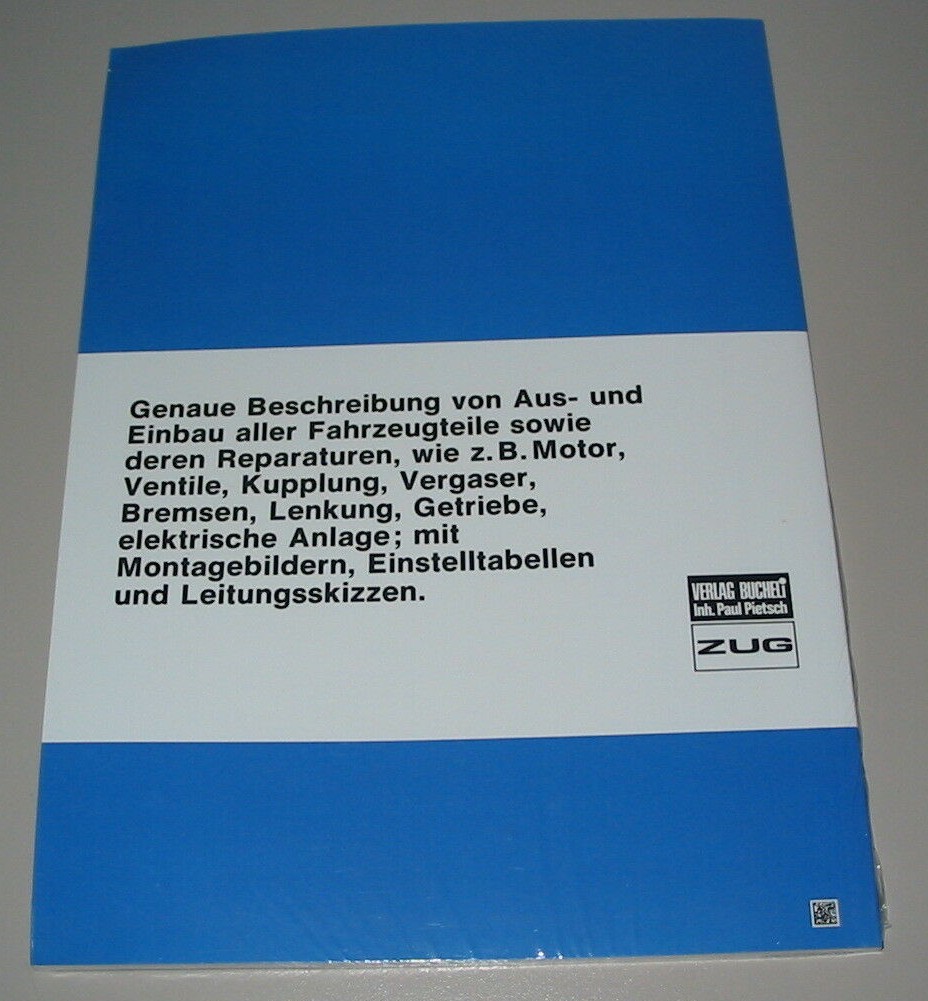 Genaue Beschreibung von Aus- und
Einbau aller Fahrzeugteile sowie
deren Reparaturen, wie z. B. Motor,
Ventile, Kupplung, Vergaser,
Bremsen, Lenkung, Getriebe,
elektrische Anlage; mit
Montagebildern, Einstelltabellen
und Leitungsskizzen.
VERLAG BUCHELI
Inh. Paul Pietsch
ZUG